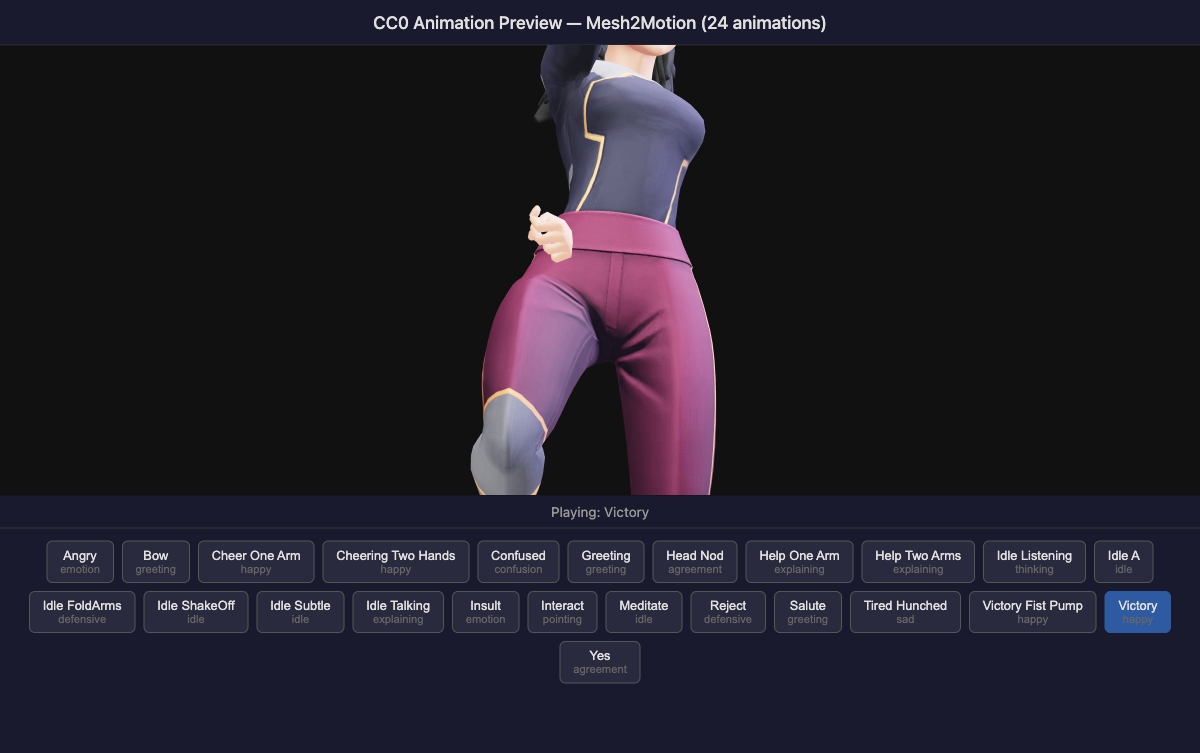 CC0 Animation Preview — Mesh2Motion (24 animations)
Playing: Victory
Angry
emotion
Bow
greeting
Cheer One Arm
happy
Cheering Two Hands
happy
Confused
confusion
Greeting
greeting
Head Nod
agreement
Help One Arm
explaining
Help Two Arms
explaining
Idle Listening
thinking
Idle A
idle
Idle FoldArms
defensive
Idle ShakeOff
idle
Idle Subtle
idle
Idle Talking
explaining
Insult
emotion
Interact
pointing
Meditate
idle
Reject
defensive
Salute
greeting
Tired Hunched
sad
Victory Fist Pump
happy
Victory
happy
Yes
agreement